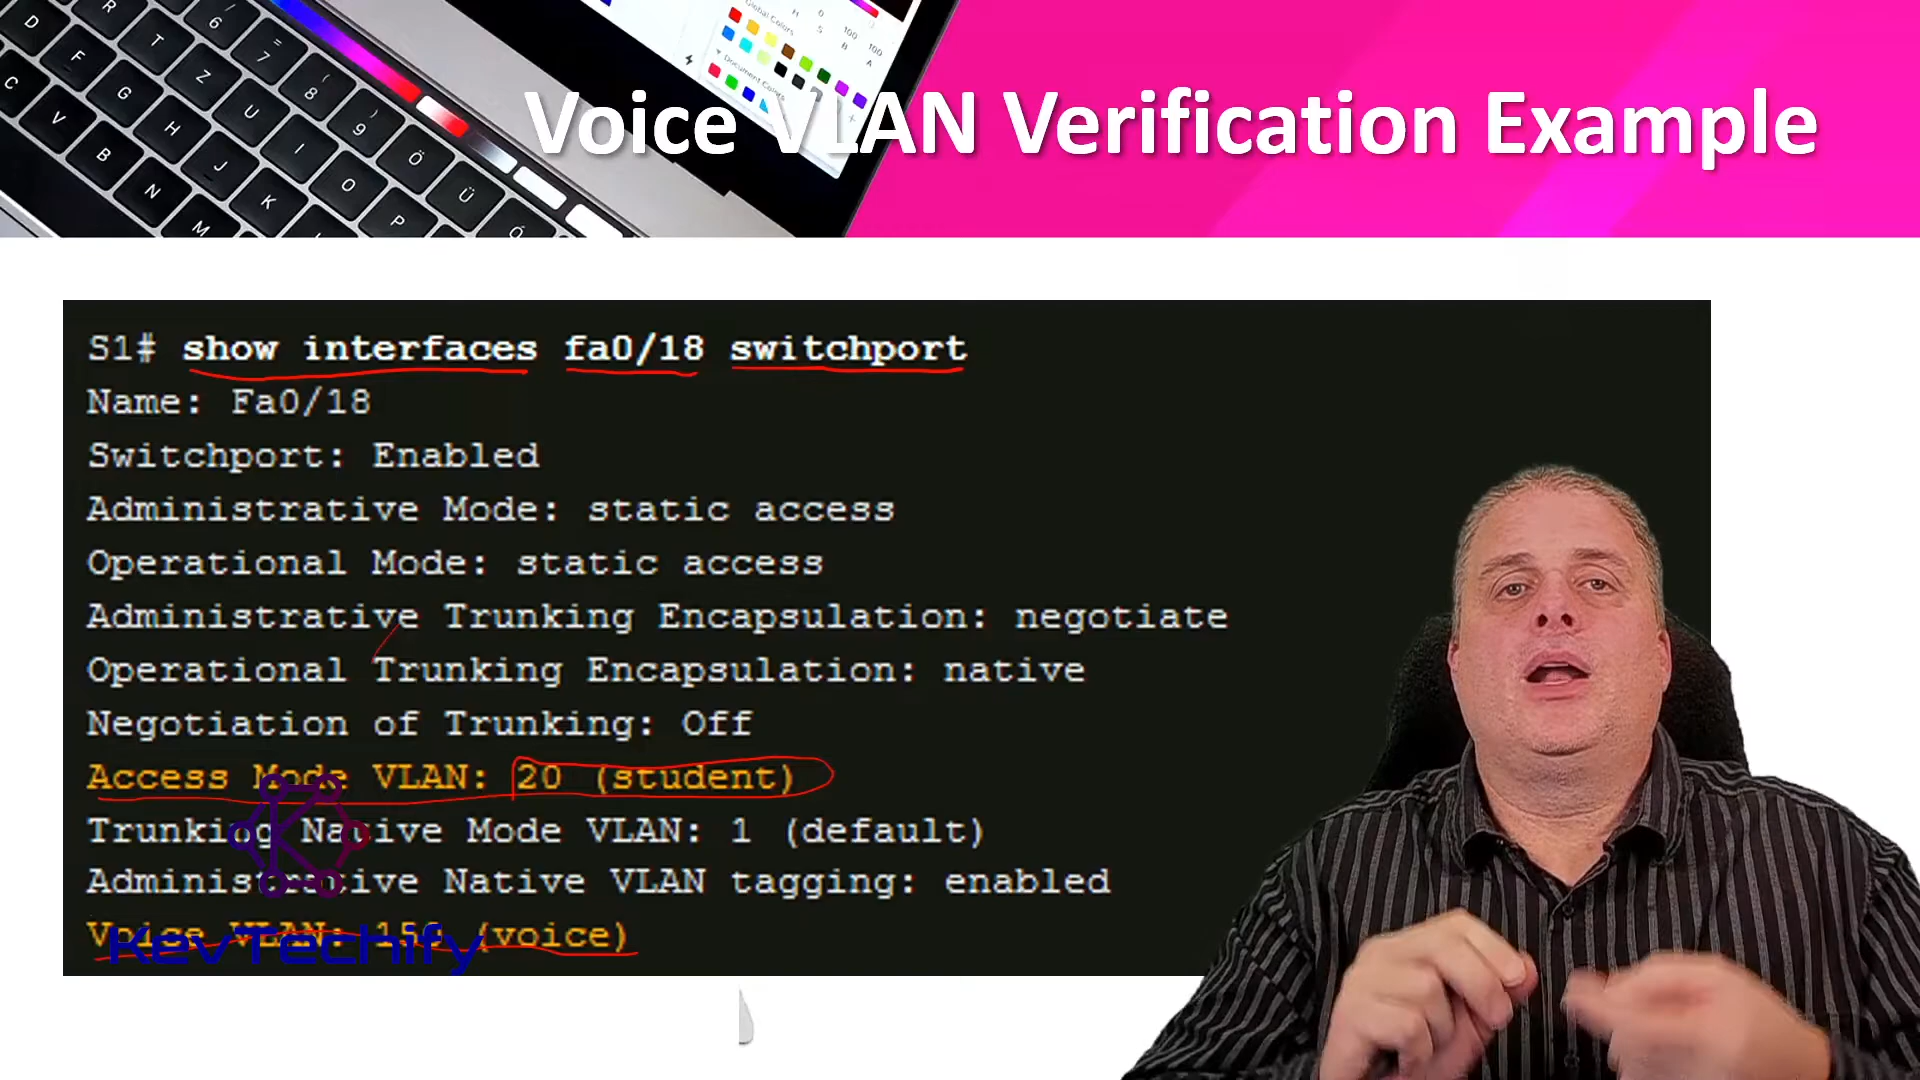 Voice VLAN Verification Example
S1# show interfaces fa0/18 switchport
Name: Fa0/18
Switchport: Enabled
Administrative Mode: static access
Operational Mode: static access
Administrative Trunking Encapsulation: negotiate
Operational Trunking Encapsulation: native
Negotiation of Trunking: Off
Access Mode VLAN: 20 (student)
Trunking Native Mode VLAN: 1 (default)
Administrative Native VLAN tagging: enabled
Voice VLAN: 150 (voice)
KevTechify